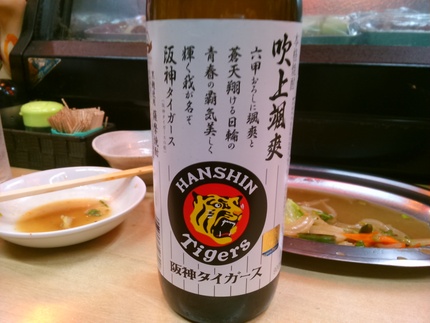 吹上颯爽
六甲おろしに颯爽と
蒼天翔ける日輪の
青春の覇気美しく
輝く我が名ぞ
阪神タイガース
HANSHIN
Tigers
阪神タイガース